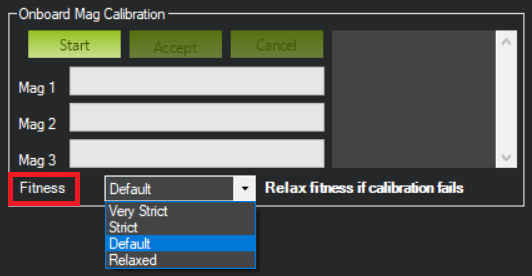 Onboard Mag Calibration
Start
Accept
Cancel
Mag 1
Mag 2
Mag 3
Fitness
Default
Relax fitness if calibration fails
Very Strict
Strict
Default
Relaxed